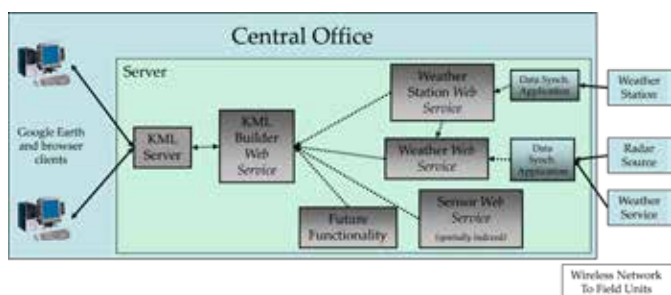 Central Office
Server
Google Earth
and browser
clients
KML
Server
KML
Builder
Web
Service
Weather
Station Web
Service
Data Synch.
Application
Weather
Station
Weather Web
Service
Data
Synch.
Application
Radar
Source
Weather
Service
Sensor Web
Service
(spatially indexed)
Future
Functionality
Wireless Network
To Field Units